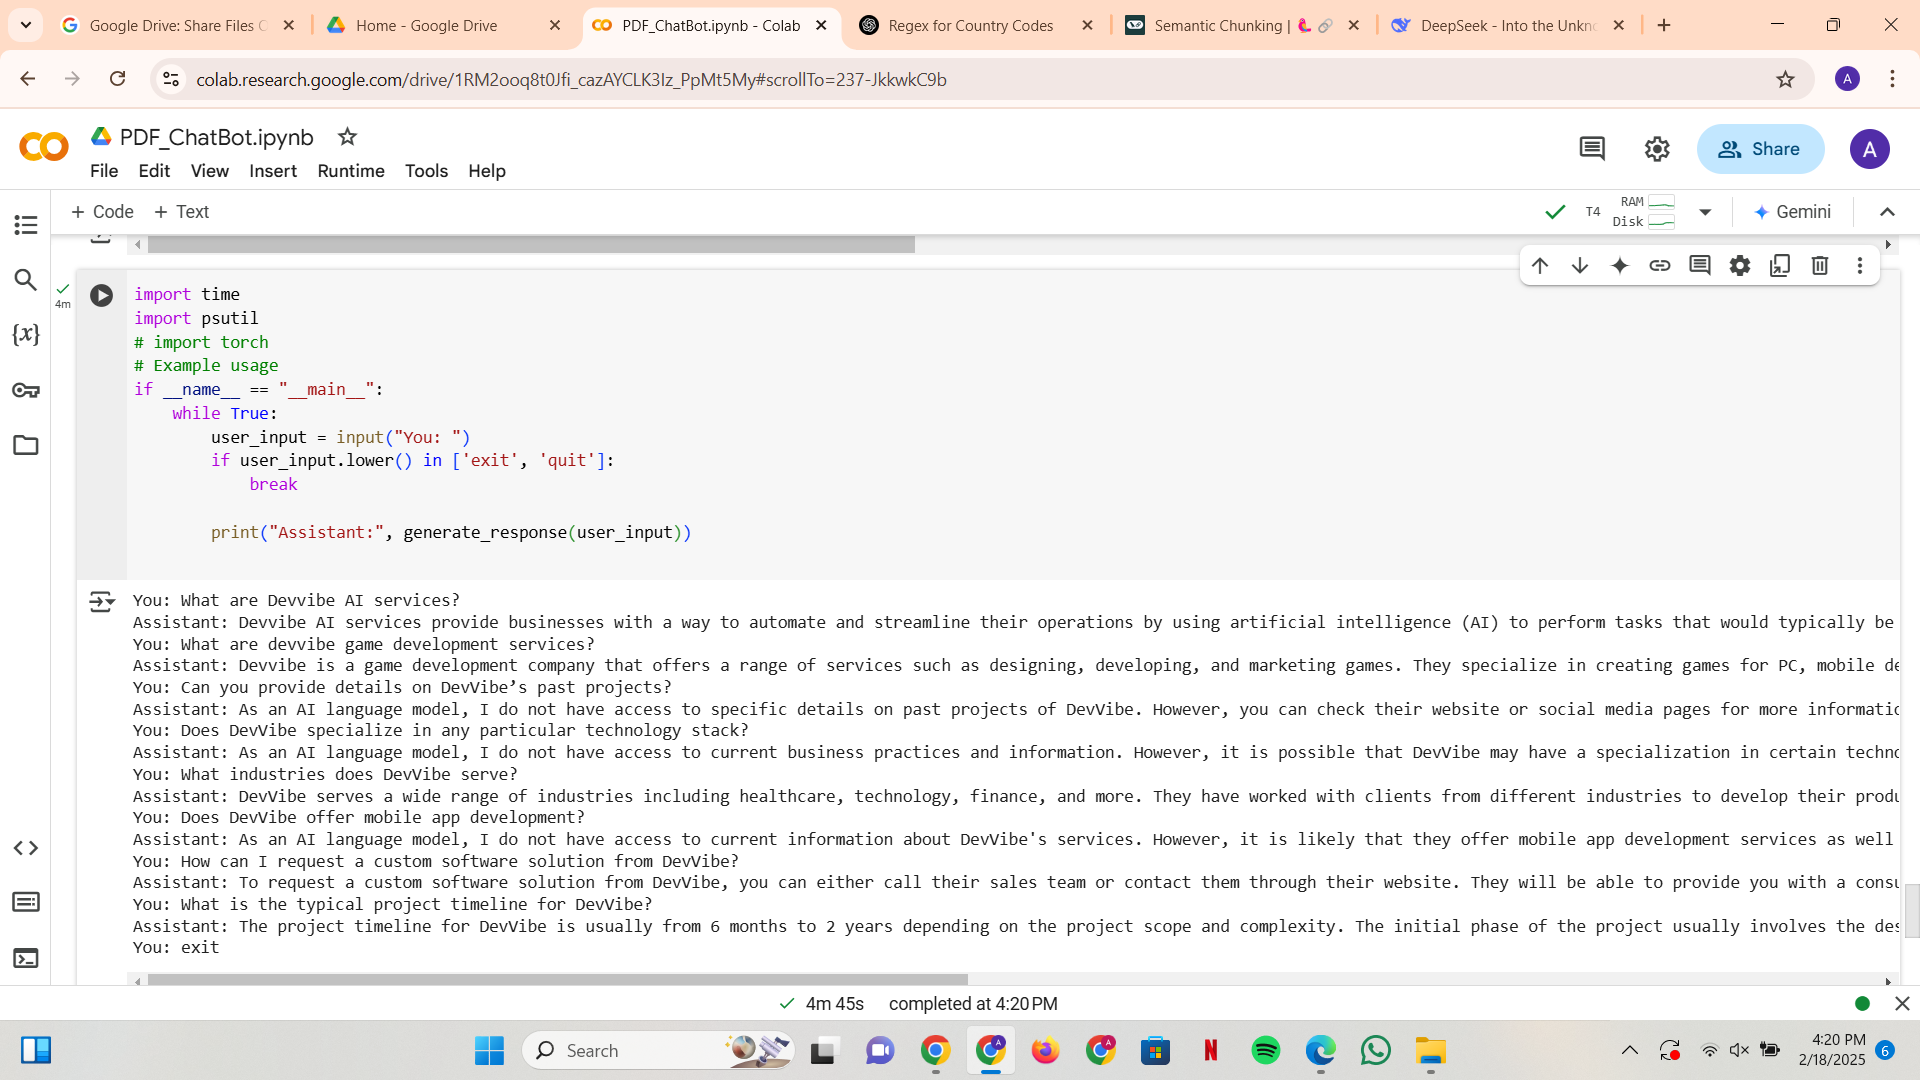 Google Drive: Share Files
Home - Google Drive
PDF_ChatBot.ipynb - Colab
Regex for Country Codes
Semantic Chunking |
DeepSeek - Into the Unkn
colab.research.google.com/drive/1RM2ooq8t0Jfi_cazAYCLK3Iz_PpMt5My#scrollTo=237-JkkwkC9b
A
PDF_ChatBot.ipynb
File Edit View Insert Runtime Tools Help
Share
A
+ Code + Text
T4
RAM
Disk
Gemini
4m
import time
import psutil
# import torch
# Example usage
if __name__ == "__main__":
while True:
user_input = input("You: ")
if user_input.lower() in ['exit', 'quit']:
break
print("Assistant:", generate_response(user_input))
You: What are Devvibe AI services?
Assistant: Devvibe AI services provide businesses with a way to automate and streamline their operations by using artificial intelligence (AI) to perform tasks that would typically be
You: What are devvibe game development services?
Assistant: Devvibe is a game development company that offers a range of services such as designing, developing, and marketing games. They specialize in creating games for PC, mobile de
You: Can you provide details on DevVibe’s past projects?
Assistant: As an AI language model, I do not have access to specific details on past projects of DevVibe. However, you can check their website or social media pages for more informatic
You: Does DevVibe specialize in any particular technology stack?
Assistant: As an AI language model, I do not have access to current business practices and information. However, it is possible that DevVibe may have a specialization in certain techno
You: What industries does DevVibe serve?
Assistant: DevVibe serves a wide range of industries including healthcare, technology, finance, and more. They have worked with clients from different industries to develop their produ
You: Does DevVibe offer mobile app development?
Assistant: As an AI language model, I do not have access to current information about DevVibe's services. However, it is likely that they offer mobile app development services as well
You: How can I request a custom software solution from DevVibe?
Assistant: To request a custom software solution from DevVibe, you can either call their sales team or contact them through their website. They will be able to provide you with a consu
You: What is the typical project timeline for DevVibe?
Assistant: The project timeline for DevVibe is usually from 6 months to 2 years depending on the project scope and complexity. The initial phase of the project usually involves the des
You: exit
4m 45s completed at 4:20 PM
Search
4:20 PM
2/18/2025
6